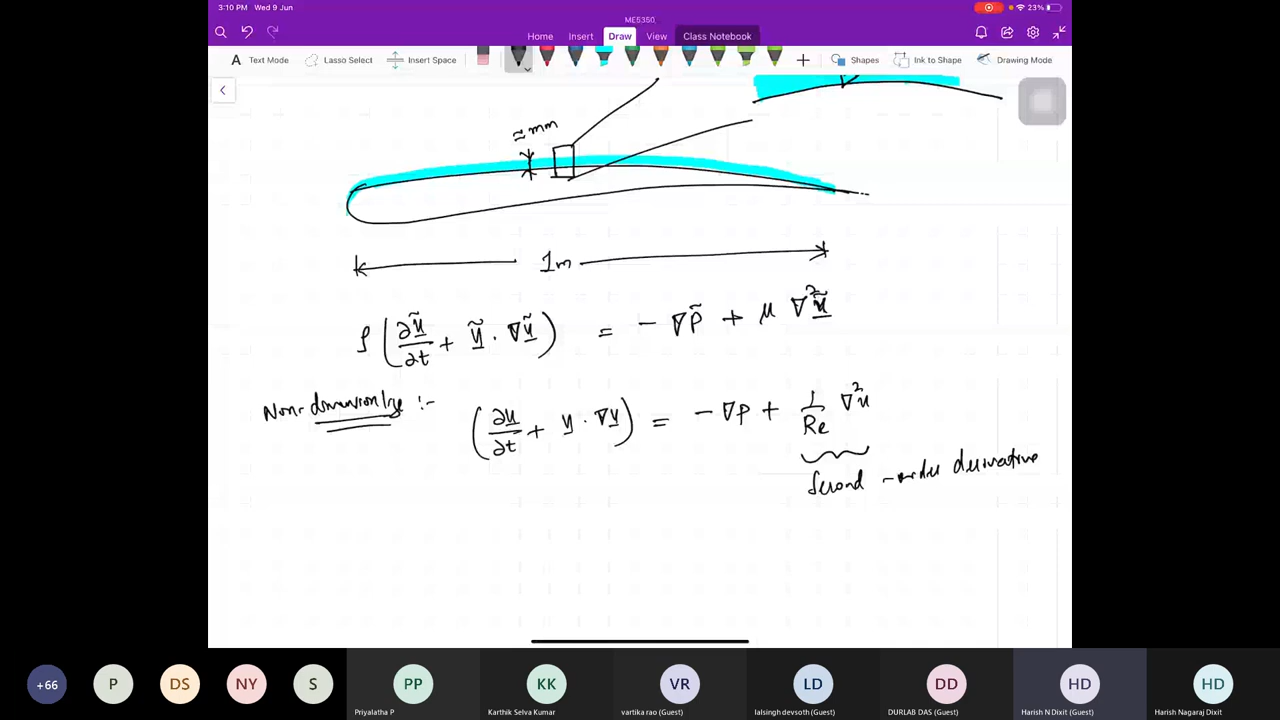 3:10 PM Wed 9 Jun
23%
ME5350
Home Insert Draw View Class Notebook
A Text Mode Lasso Select Insert Space Shapes Ink to Shape Drawing Mode
≈ mm
1m
ρ(∂ũ/∂t + ũ · ∇ũ) = - ∇p̃ + μ ∇²ũ
Non-dimensionlize :- (∂u/∂t + u · ∇u) = - ∇p + 1/Re ∇²u
Second-order derivative
+66 P DS NY S PP KK VR LD DD HD HD
Priyalatha P Karthik Selva Kumar vartika rao (Guest) lalsingh devsoth (Guest) DURLAB DAS (Guest) Harish N Dixit (Guest) Harish Nagaraj Dixit